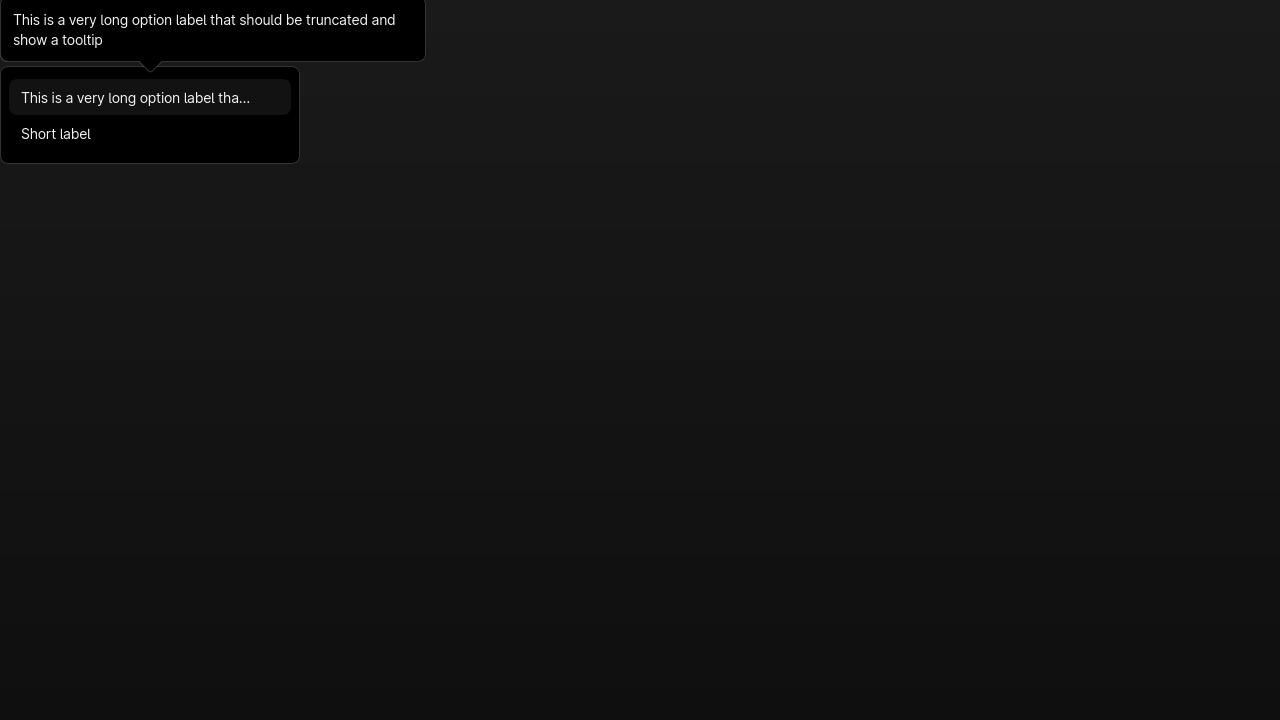 This is a very long option label that should be truncated and
show a tooltip
This is a very long option label tha...
Short label